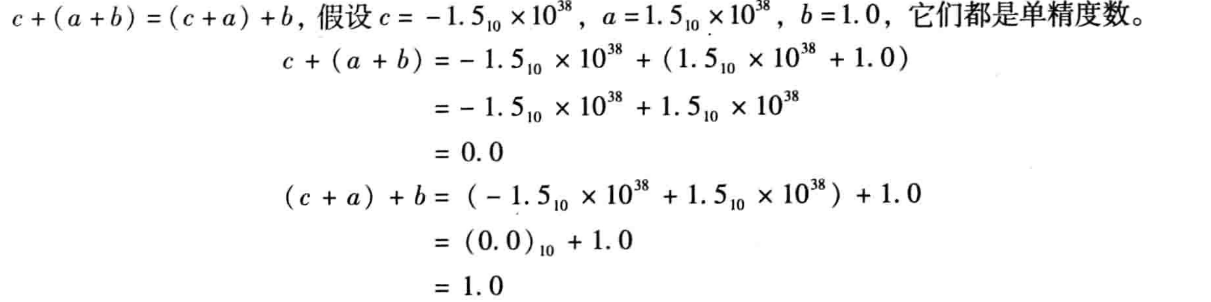 c + (a + b) = (c + a) + b, 假设 c = -1.5₁₀ × 10³⁸, a = 1.5₁₀ × 10³⁸, b = 1.0, 它们都是单精度数。
c + (a + b) = - 1.5₁₀ × 10³⁸ + (1.5₁₀ × 10³⁸ + 1.0)
= - 1.5₁₀ × 10³⁸ + 1.5₁₀ × 10³⁸
= 0.0
(c + a) + b = (- 1.5₁₀ × 10³⁸ + 1.5₁₀ × 10³⁸) + 1.0
= (0.0)₁₀ + 1.0
= 1.0